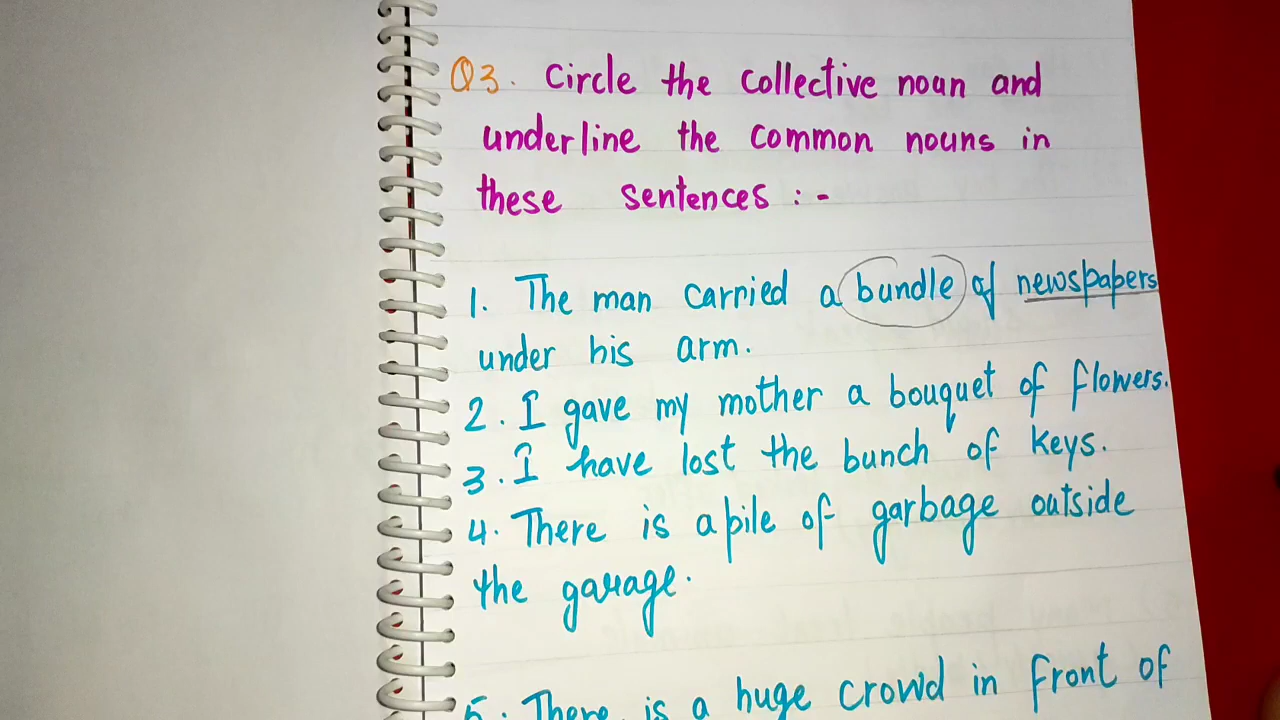 Q3. Circle the collective noun and
underline the common nouns in
these sentences :-
1. The man carried a bundle of newspapers
under his arm.
2. I gave my mother a bouquet of flowers.
3. I have lost the bunch of keys.
4. There is a pile of garbage outside
the garage.
5. There is a huge crowd in front of